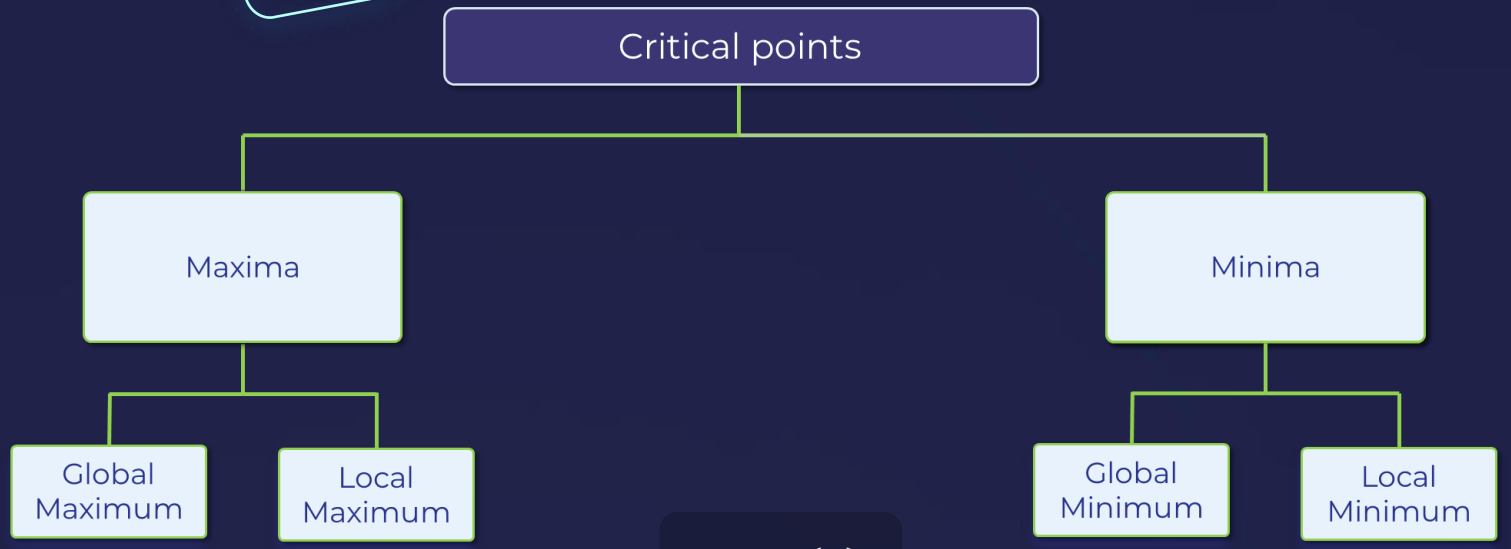 Critical points
Maxima
Minima
Global
Maximum
Local
Maximum
Global
Minimum
Local
Minimum